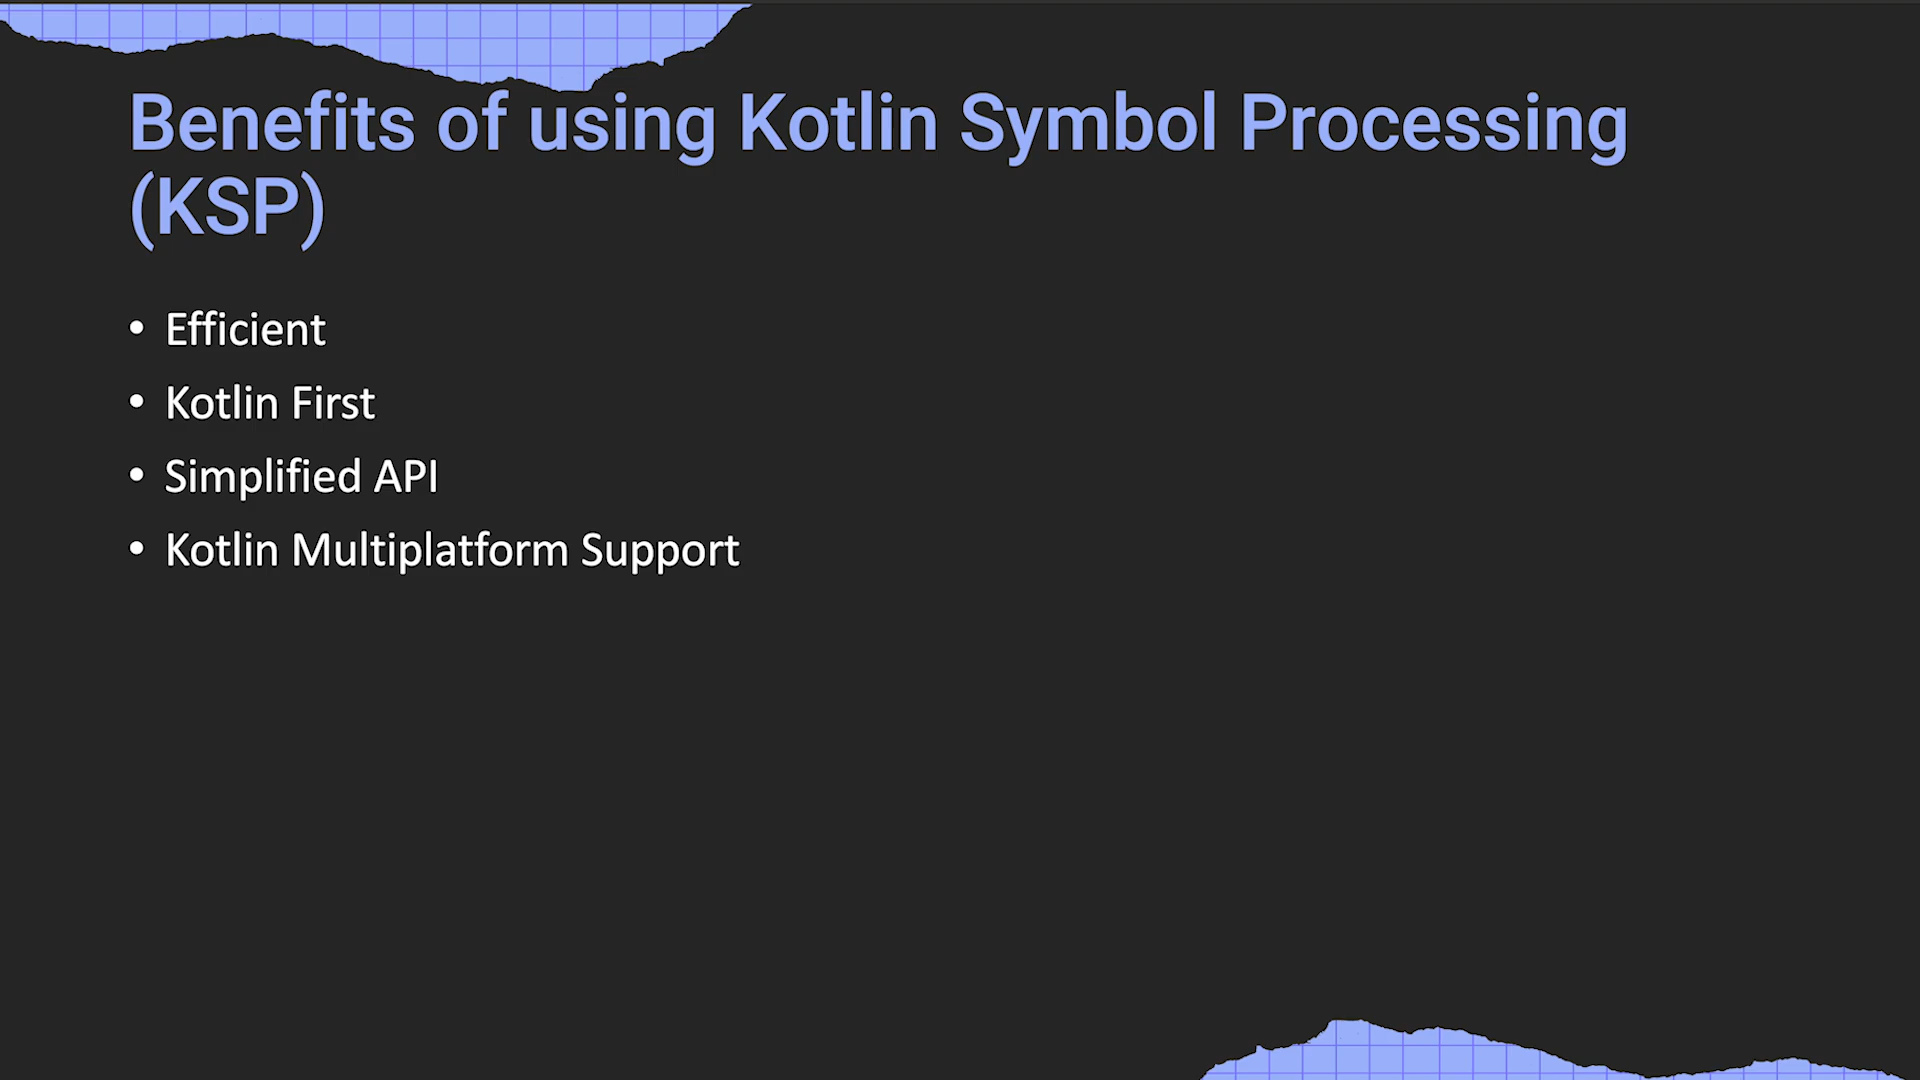 Benefits of using Kotlin Symbol Processing
(KSP)
• Efficient
• Kotlin First
• Simplified API
• Kotlin Multiplatform Support